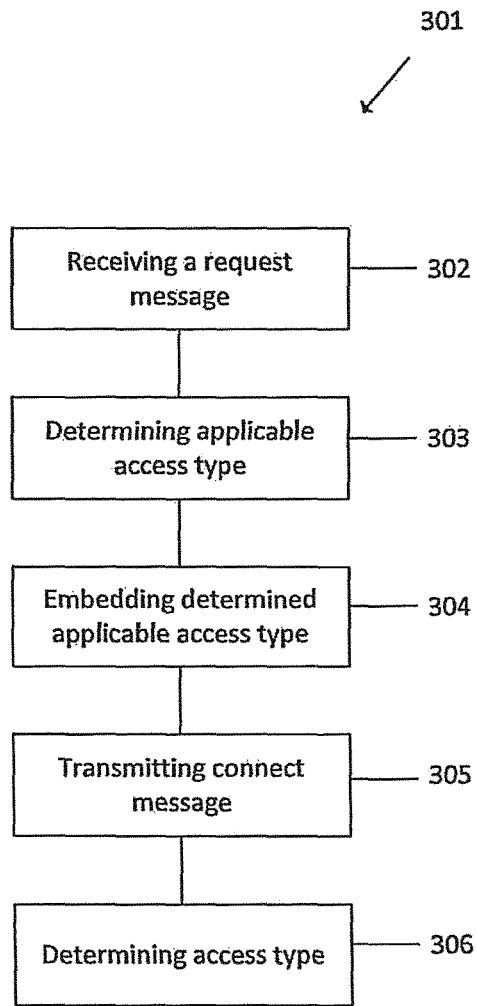 301
Receiving a request
message
302
Determining applicable
access type
303
Embedding determined
applicable access type
304
Transmitting connect
message
305
Determining access type
306